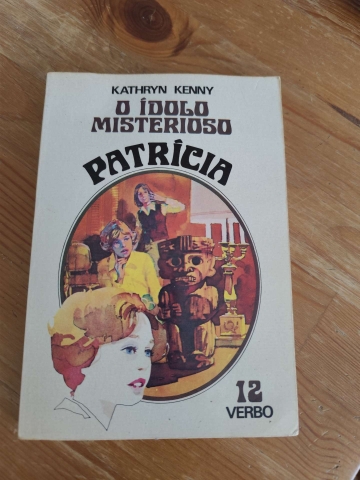 KATHRYN KENNY
O ÍDOLO
MISTERIOSO
PATRÍCIA
12
VERBO